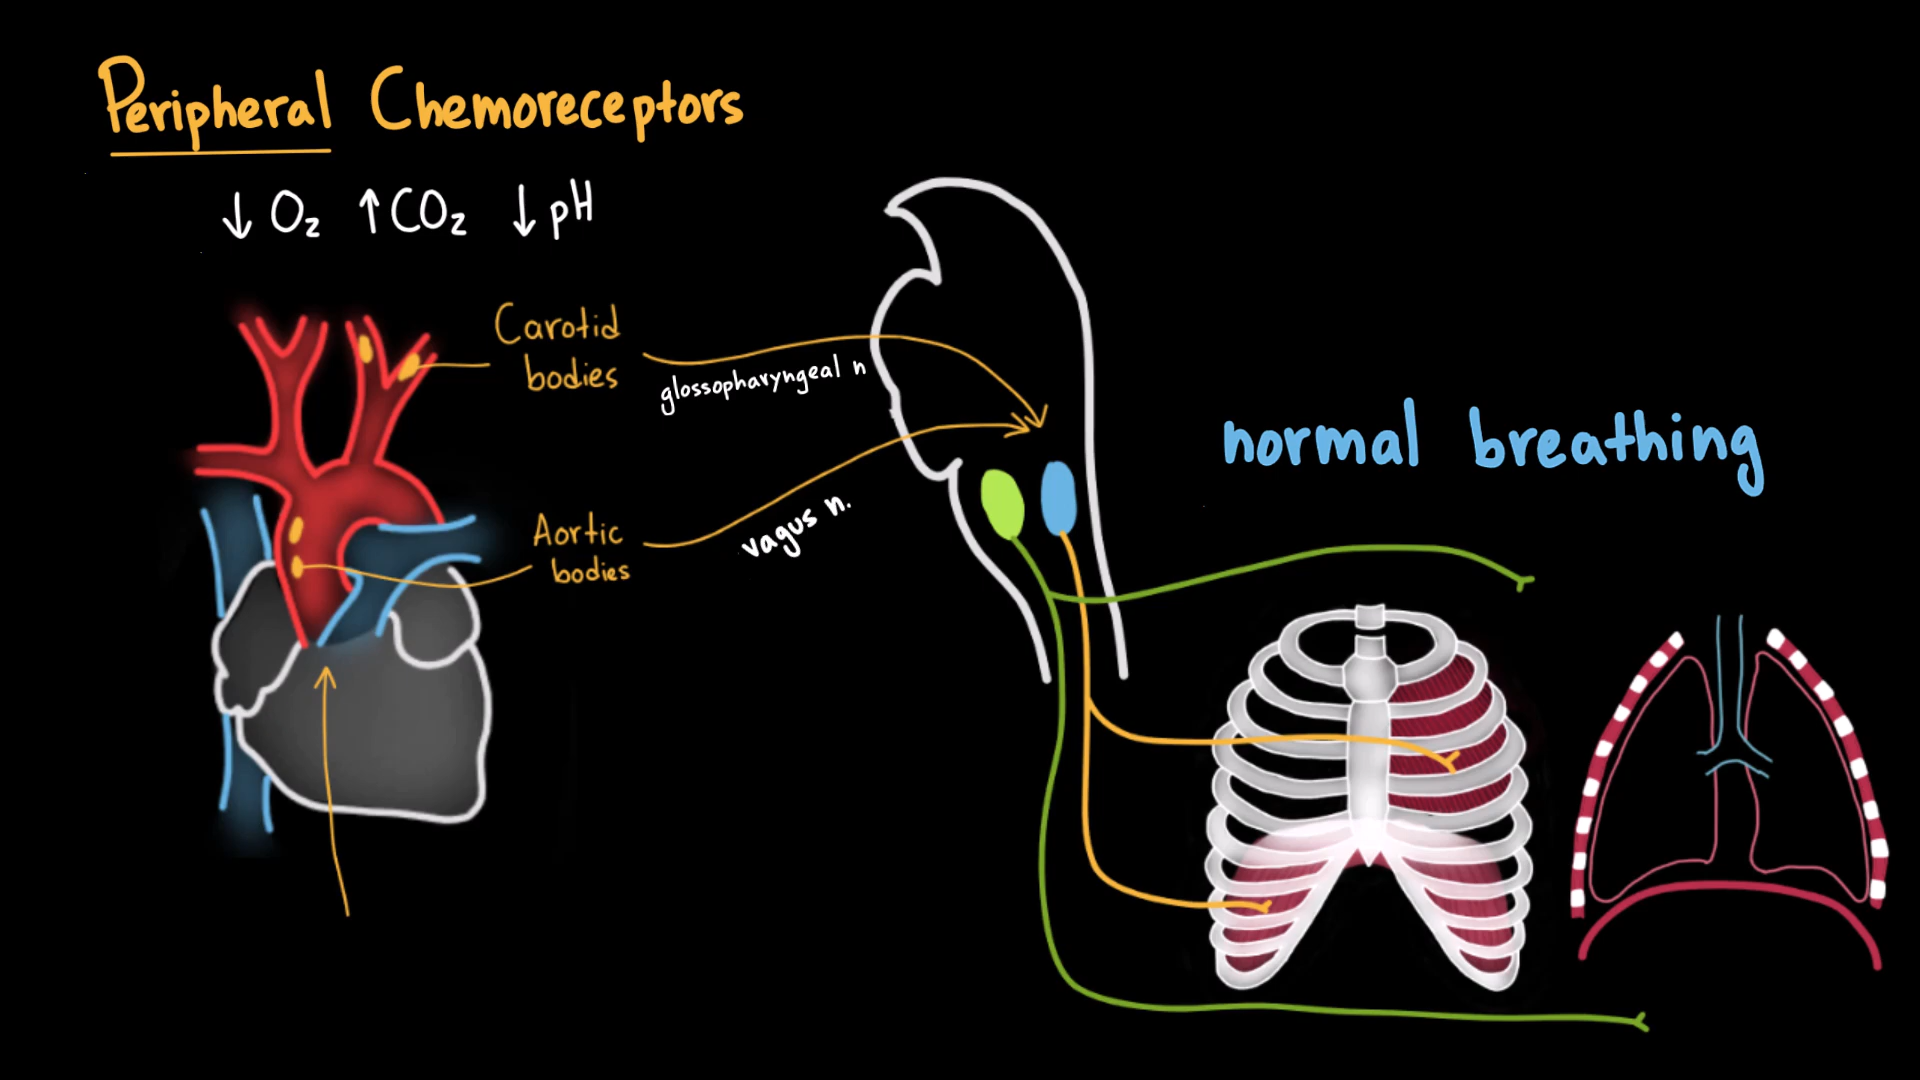 Peripheral Chemoreceptors
↓ O₂ ↑ CO₂ ↓ pH
Carotid
bodies
glossopharyngeal n
Aortic
bodies
vagus n.
normal breathing